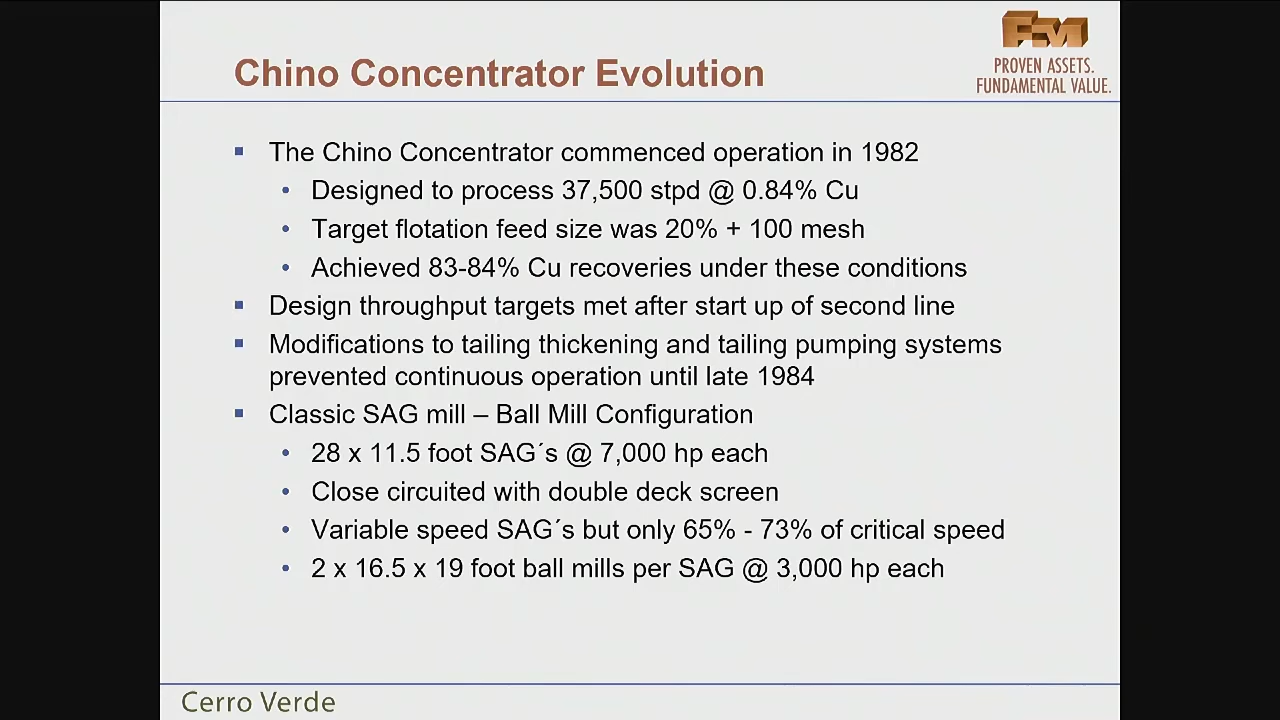 FM
PROVEN ASSETS.
FUNDAMENTAL VALUE.
Chino Concentrator Evolution
▪ The Chino Concentrator commenced operation in 1982
• Designed to process 37,500 stpd @ 0.84% Cu
• Target flotation feed size was 20% + 100 mesh
• Achieved 83-84% Cu recoveries under these conditions
▪ Design throughput targets met after start up of second line
▪ Modifications to tailing thickening and tailing pumping systems
prevented continuous operation until late 1984
▪ Classic SAG mill – Ball Mill Configuration
• 28 x 11.5 foot SAG´s @ 7,000 hp each
• Close circuited with double deck screen
• Variable speed SAG´s but only 65% - 73% of critical speed
• 2 x 16.5 x 19 foot ball mills per SAG @ 3,000 hp each
Cerro Verde